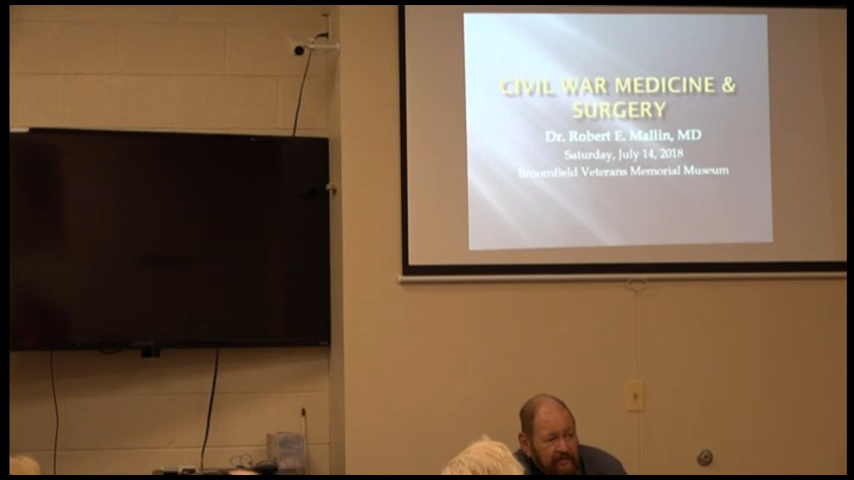 CIVIL WAR MEDICINE &
SURGERY
Dr. Robert E. Mallin, MD
Saturday, July 14, 2018
Broomfield Veterans Memorial Museum